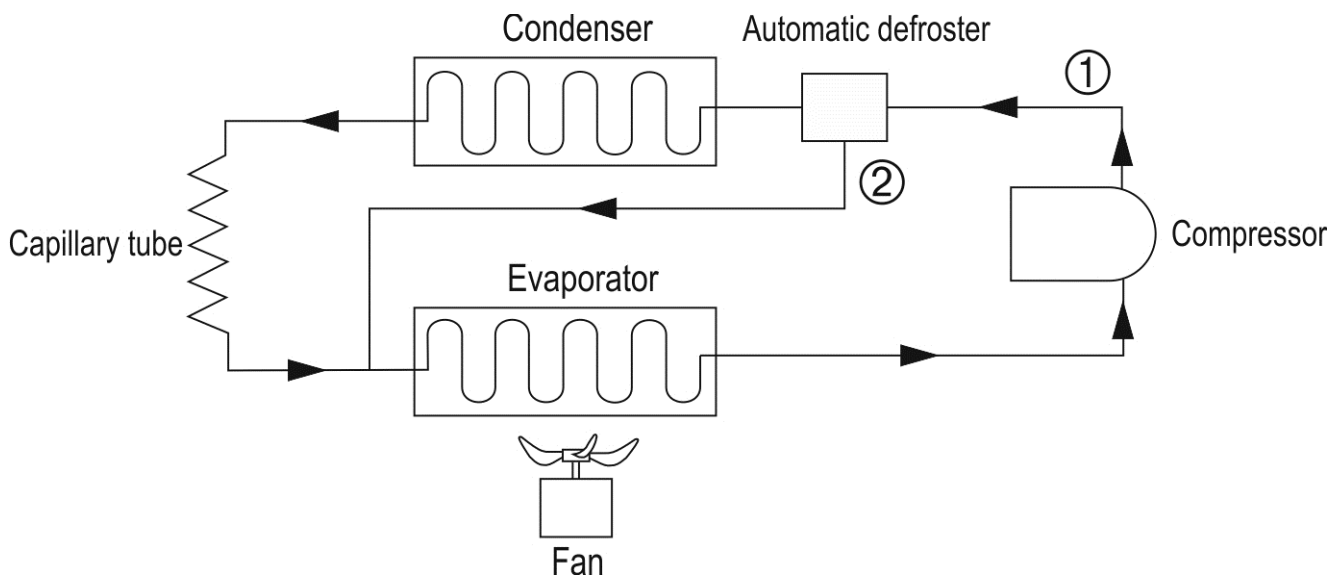 Condenser
Automatic defroster
①
②
Capillary tube
Compressor
Evaporator
Fan